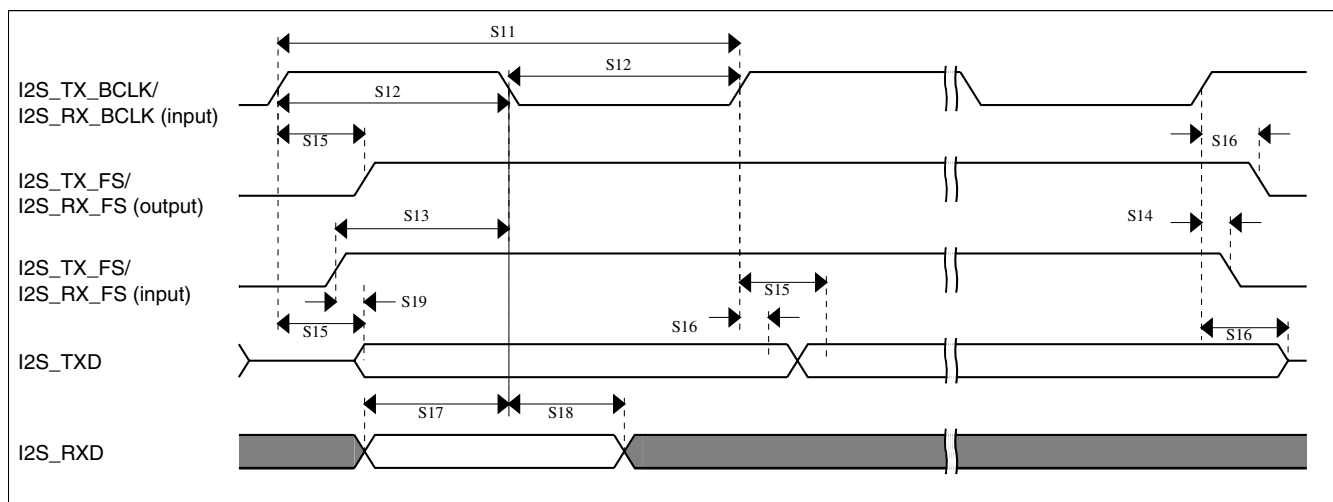 S11
I2S_TX_BCLK/
I2S_RX_BCLK (input)
S12
S12
S15
S16
I2S_TX_FS/
I2S_RX_FS (output)
S13
S14
I2S_TX_FS/
I2S_RX_FS (input)
S15
S19
S15
S16
S16
I2S_TXD
S17
S18
I2S_RXD